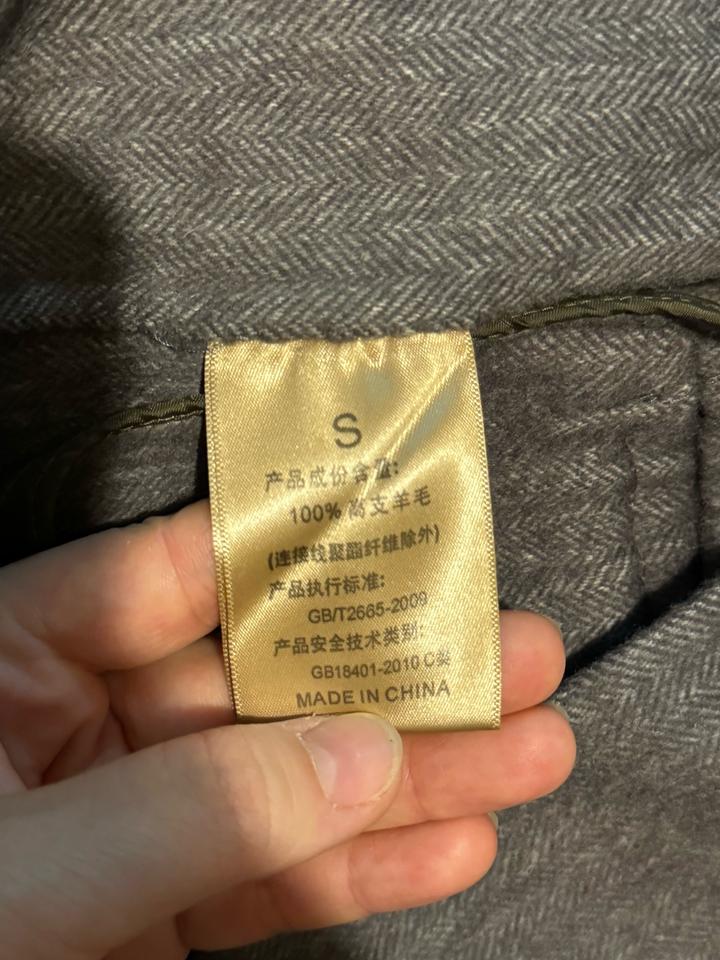 S
产品成份含量:
100%高支羊毛
(连接线聚酯纤维除外)
产品执行标准:
GB/T2665-2009
产品安全技术类别:
GB18401-2010 C类
MADE IN CHINA